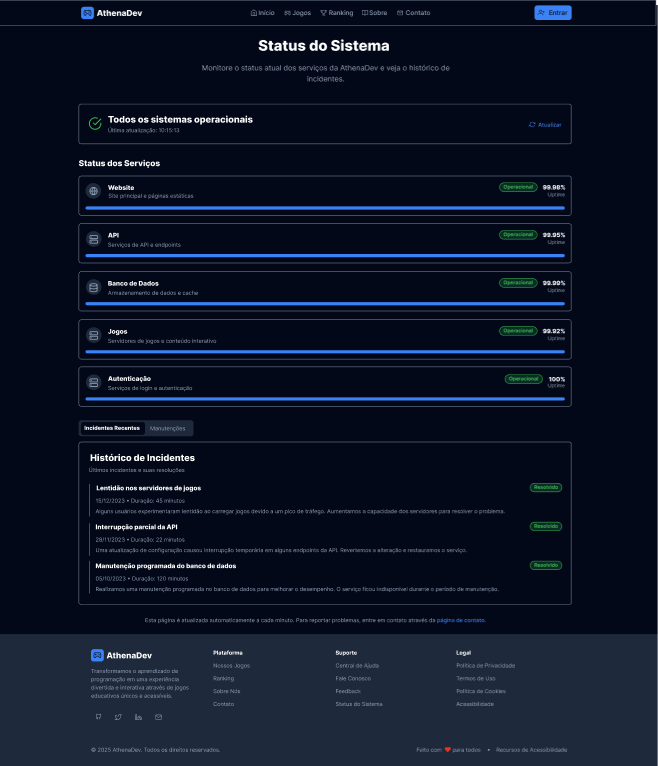 AthenaDev
Início Jogos Ranking Sobre Contato Entrar
Status do Sistema
Monitore o status atual dos serviços da AthenaDev e veja o histórico de
incidentes.
Todos os sistemas operacionais
Última atualização: 10:15:13
Atualizar
Status dos Serviços
Website
Site principal e páginas estáticas
Operacional 99.98%
Uptime
API
Serviços de API e endpoints
Operacional 99.95%
Uptime
Banco de Dados
Armazenamento de dados e cache
Operacional 99.99%
Uptime
Jogos
Servidores de jogos e conteúdo interativo
Operacional 99.92%
Uptime
Autenticação
Serviços de login e autenticação
Operacional 100%
Uptime
Incidentes Recentes Manutenções
Histórico de Incidentes
Últimos incidentes e suas resoluções
Lentidão nos servidores de jogos Resolvido
15/12/2023 • Duração: 45 minutos
Alguns usuários experimentaram lentidão ao carregar jogos devido a um pico de tráfego. Aumentamos a capacidade dos servidores para resolver o problema.
Interrupção parcial da API Resolvido
28/11/2023 • Duração: 22 minutos
Uma atualização de configuração causou interrupção temporária em alguns endpoints da API. Revertemos a alteração e restauramos o serviço.
Manutenção programada do banco de dados Resolvido
05/10/2023 • Duração: 120 minutos
Realizamos uma manutenção programada no banco de dados para melhorar o desempenho. O serviço ficou indisponível durante o período de manutenção.
Esta página é atualizada automaticamente a cada minuto. Para reportar problemas, entre em contato através da página de contato.
AthenaDev
Transformamos o aprendizado de
programação em uma experiência
divertida e interativa através de jogos
educativos únicos e acessíveis.
Plataforma
Nossos Jogos
Ranking
Sobre Nós
Contato
Suporte
Central de Ajuda
Fale Conosco
Feedback
Status do Sistema
Legal
Política de Privacidade
Termos de Uso
Política de Cookies
Acessibilidade
© 2025 AthenaDev. Todos os direitos reservados.
Feito com ❤️ para todos • Recursos de Acessibilidade